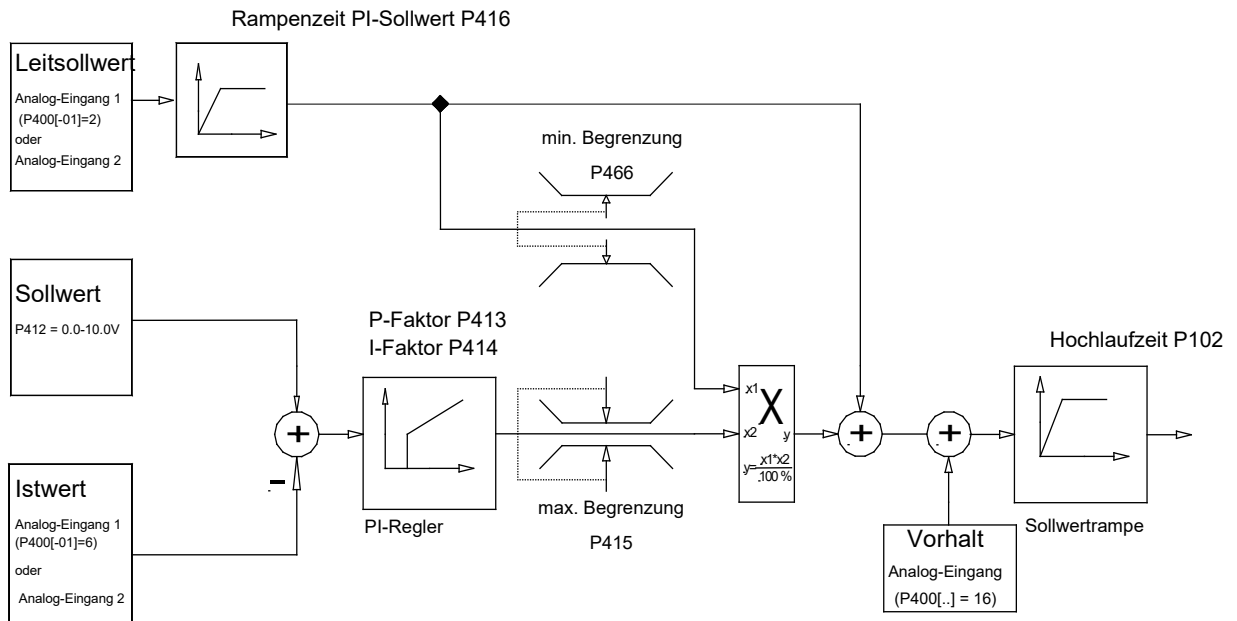 Rampenzeit PI-Sollwert P416
Leitsollwert
Analog-Eingang 1
(P400[-01]=2)
oder
Analog-Eingang 2
min. Begrenzung
P466
Sollwert
P412 = 0.0-10.0V
P-Faktor P413
I-Faktor P414
Hochlaufzeit P102
x1
X
x2
y
y=x1*x2
100 %
+
+
+
-
Istwert
Analog-Eingang 1
(P400[-01]=6)
oder
Analog-Eingang 2
PI-Regler
max. Begrenzung
P415
Sollwertrampe
Vorhalt
Analog-Eingang
(P400[..] = 16)